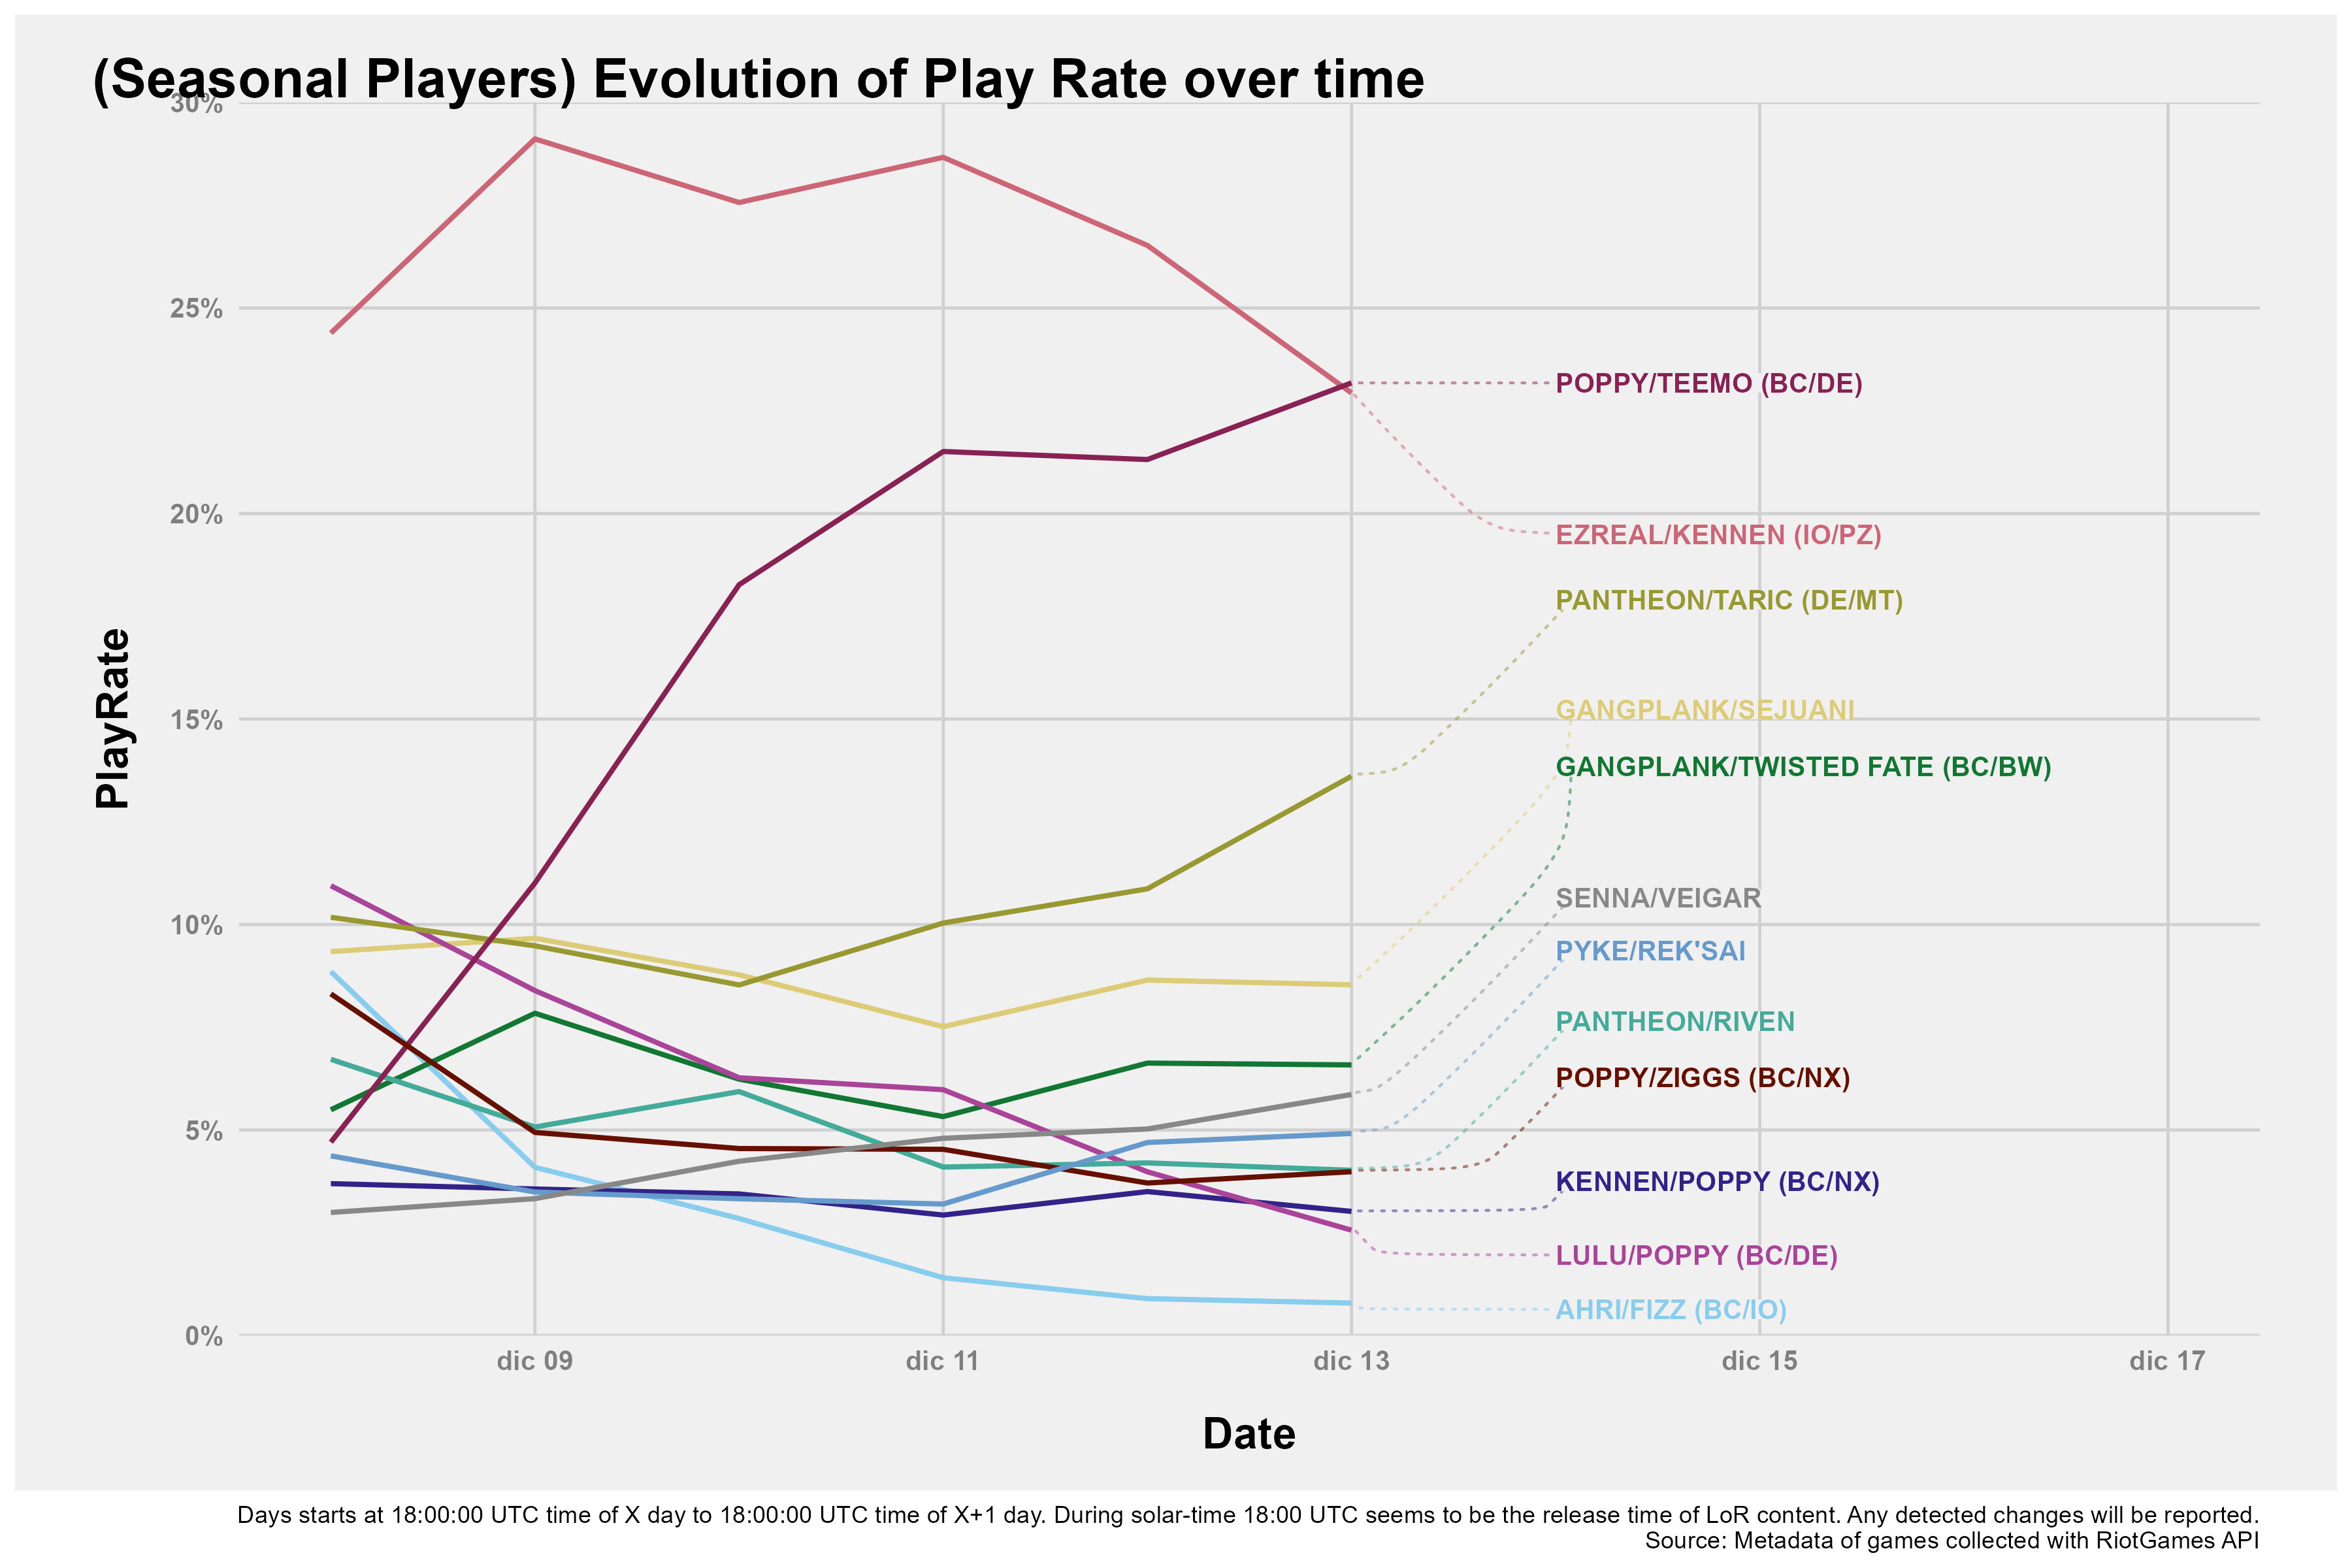 (Seasonal Players) Evolution of Play Rate over time
30%
25%
20%
15%
10%
5%
0%
PlayRate
POPPY/TEEMO (BC/DE)
EZREAL/KENNEN (IO/PZ)
PANTHEON/TARIC (DE/MT)
GANGPLANK/SEJUANI
GANGPLANK/TWISTED FATE (BC/BW)
SENNA/VEIGAR
PYKE/REK'SAI
PANTHEON/RIVEN
POPPY/ZIGGS (BC/NX)
KENNEN/POPPY (BC/NX)
LULU/POPPY (BC/DE)
AHRI/FIZZ (BC/IO)
dic 09
dic 11
dic 13
dic 15
dic 17
Date
Days starts at 18:00:00 UTC time of X day to 18:00:00 UTC time of X+1 day. During solar-time 18:00 UTC seems to be the release time of LoR content. Any detected changes will be reported.
Source: Metadata of games collected with RiotGames API